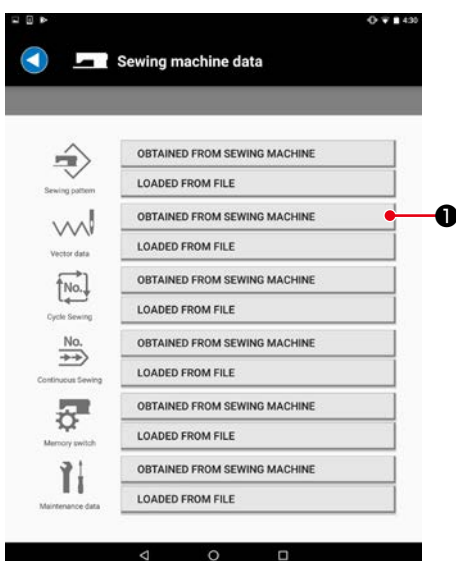 4:30
Sewing machine data
OBTAINED FROM SEWING MACHINE
LOADED FROM FILE
Sewing pattern
OBTAINED FROM SEWING MACHINE
❶
LOADED FROM FILE
Vector data
No.
OBTAINED FROM SEWING MACHINE
LOADED FROM FILE
Cycle Sewing
No.
OBTAINED FROM SEWING MACHINE
LOADED FROM FILE
Continuous Sewing
OBTAINED FROM SEWING MACHINE
LOADED FROM FILE
Memory switch
OBTAINED FROM SEWING MACHINE
LOADED FROM FILE
Maintenance data